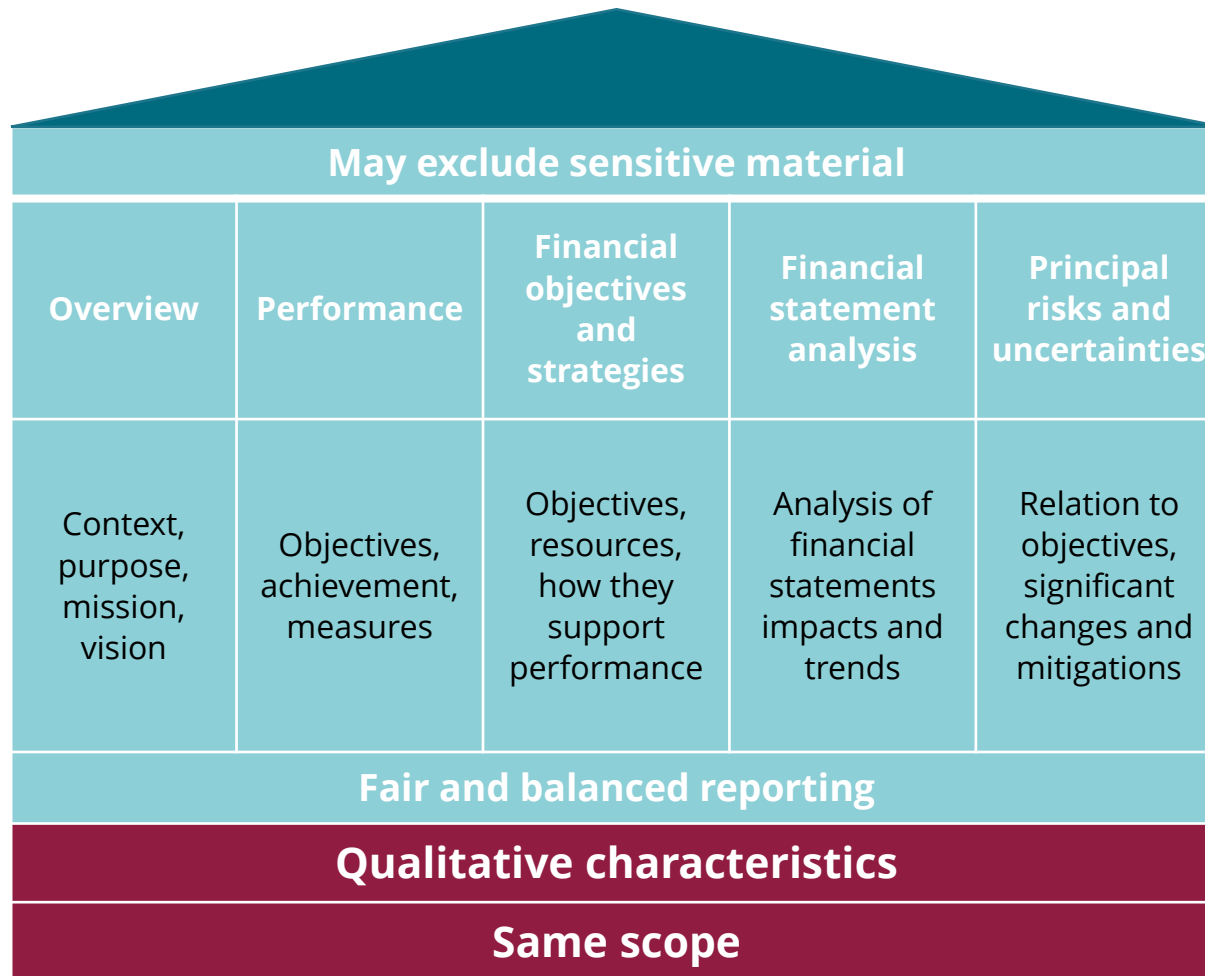 May exclude sensitive material
Overview
Performance
Financial
objectives
and
strategies
Financial
statement
analysis
Principal
risks and
uncertainties
Context,
purpose,
mission,
vision
Objectives,
achievement,
measures
Objectives,
resources,
how they
support
performance
Analysis of
financial
statements
impacts and
trends
Relation to
objectives,
significant
changes and
mitigations
Fair and balanced reporting
Qualitative characteristics
Same scope